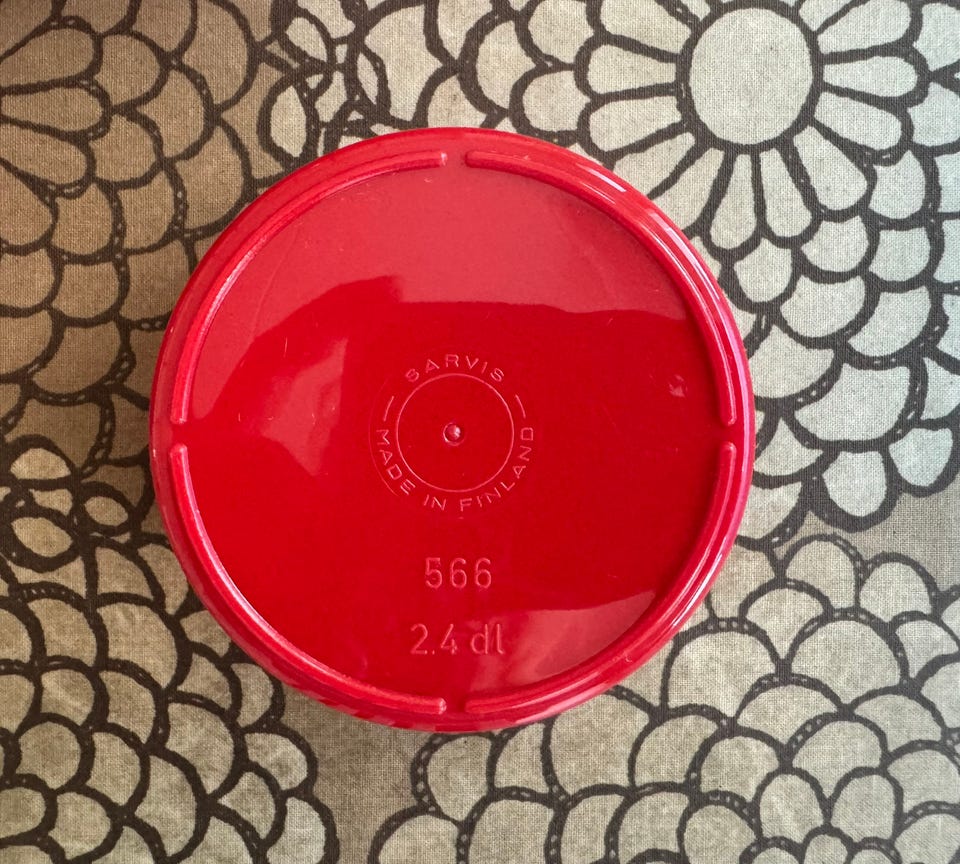 SARVIS
— MADE IN FINLAND —
566
2.4 dl